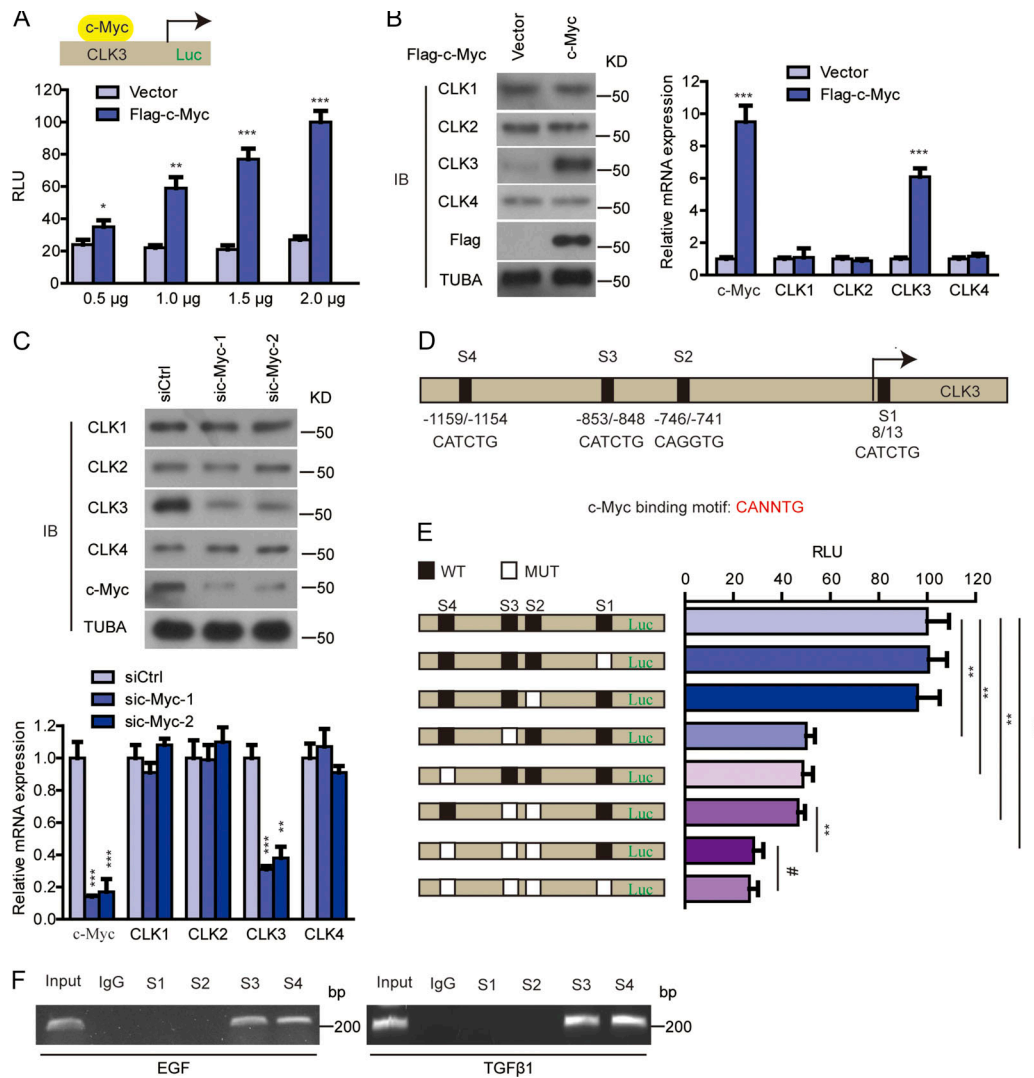 A
c-Myc
CLK3 Luc
Vector
Flag-c-Myc
RLU
120
100
80
60
40
20
0
*
**
***
***
0.5 µg 1.0 µg 1.5 µg 2.0 µg
B
Flag-c-Myc Vector c-Myc KD
IB
CLK1 50
CLK2 50
CLK3 50
CLK4 50
Flag 50
TUBA 50
Vector
Flag-c-Myc
Relative mRNA expression
12
10
8
6
4
2
0
***
***
c-Myc CLK1 CLK2 CLK3 CLK4
C
siCtrl sic-Myc-1 sic-Myc-2 KD
IB
CLK1 50
CLK2 50
CLK3 50
CLK4 50
c-Myc 50
TUBA 50
siCtrl
sic-Myc-1
sic-Myc-2
Relative mRNA expression
1.2
1.0
0.8
0.6
0.4
0.2
0.0
*** *** *** **
c-Myc CLK1 CLK2 CLK3 CLK4
D
S4 S3 S2
CLK3
S1
-1159/-1154 -853/-848 -746/-741 8/13
CATCTG CATCTG CAGGTG CATCTG
c-Myc binding motif: CANNTG
E
WT MUT
RLU
0 20 40 60 80 100 120
S4 S3 S2 S1
Luc
Luc
Luc
Luc
Luc
Luc
Luc
Luc
** ** ** **
#
F
Input IgG S1 S2 S3 S4 bp
200
EGF
Input IgG S1 S2 S3 S4 bp
200
TGFβ1